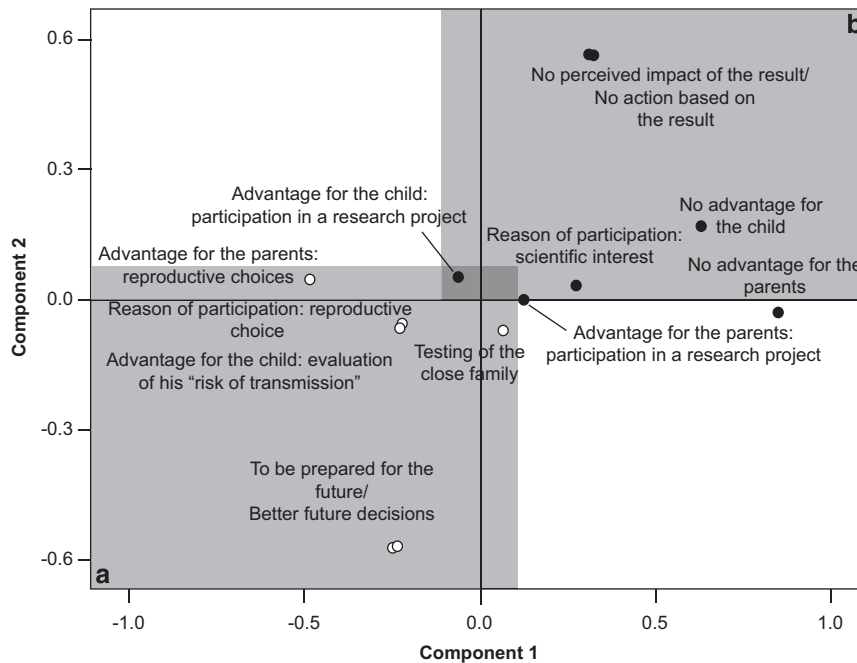 b
0.6
No perceived impact of the result/
No action based on
the result
0.3
Advantage for the child:
participation in a research project
No advantage for
the child
Reason of participation:
scientific interest
Advantage for the parents:
reproductive choices
No advantage for the
parents
0.0
Reason of participation: reproductive
choice
Advantage for the parents:
participation in a research project
Testing of the
close family
Advantage for the child: evaluation
of his “risk of transmission”
Component 2
-0.3
To be prepared for the
future/
Better future decisions
-0.6
a
-1.0
-0.5
0.0
0.5
1.0
Component 1